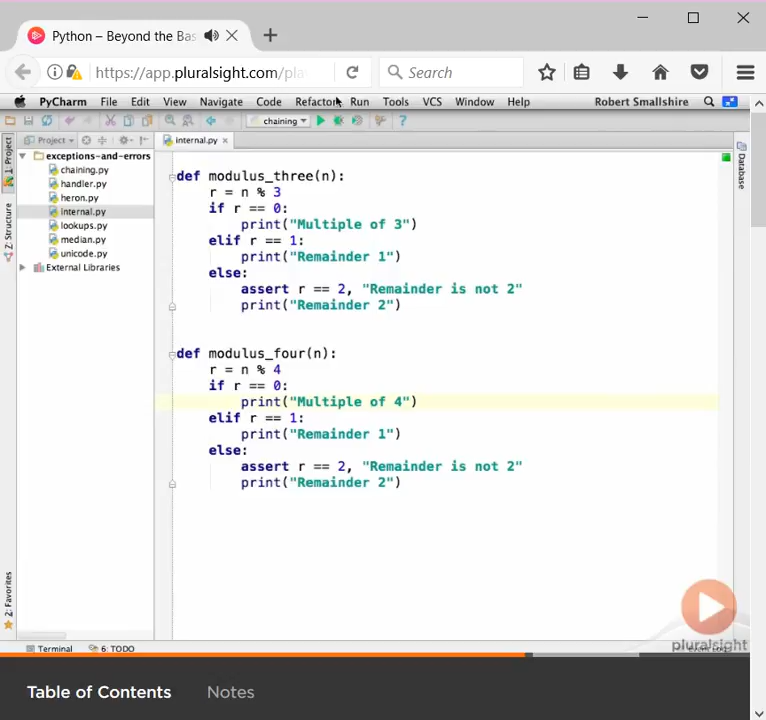 Python – Beyond the Bas
https://app.pluralsight.com/pla
Search
PyCharm File Edit View Navigate Code Refactor Run Tools VCS Window Help Robert Smallshire
chaining
1: Project
Project
internal.py
exceptions-and-errors
chaining.py
handler.py
heron.py
internal.py
lookups.py
median.py
unicode.py
External Libraries
Z: Structure
Database
def modulus_three(n):
r = n % 3
if r == 0:
print("Multiple of 3")
elif r == 1:
print("Remainder 1")
else:
assert r == 2, "Remainder is not 2"
print("Remainder 2")
def modulus_four(n):
r = n % 4
if r == 0:
print("Multiple of 4")
elif r == 1:
print("Remainder 1")
else:
assert r == 2, "Remainder is not 2"
print("Remainder 2")
2: Favorites
pluralsight
Terminal 6: TODO
Table of Contents Notes